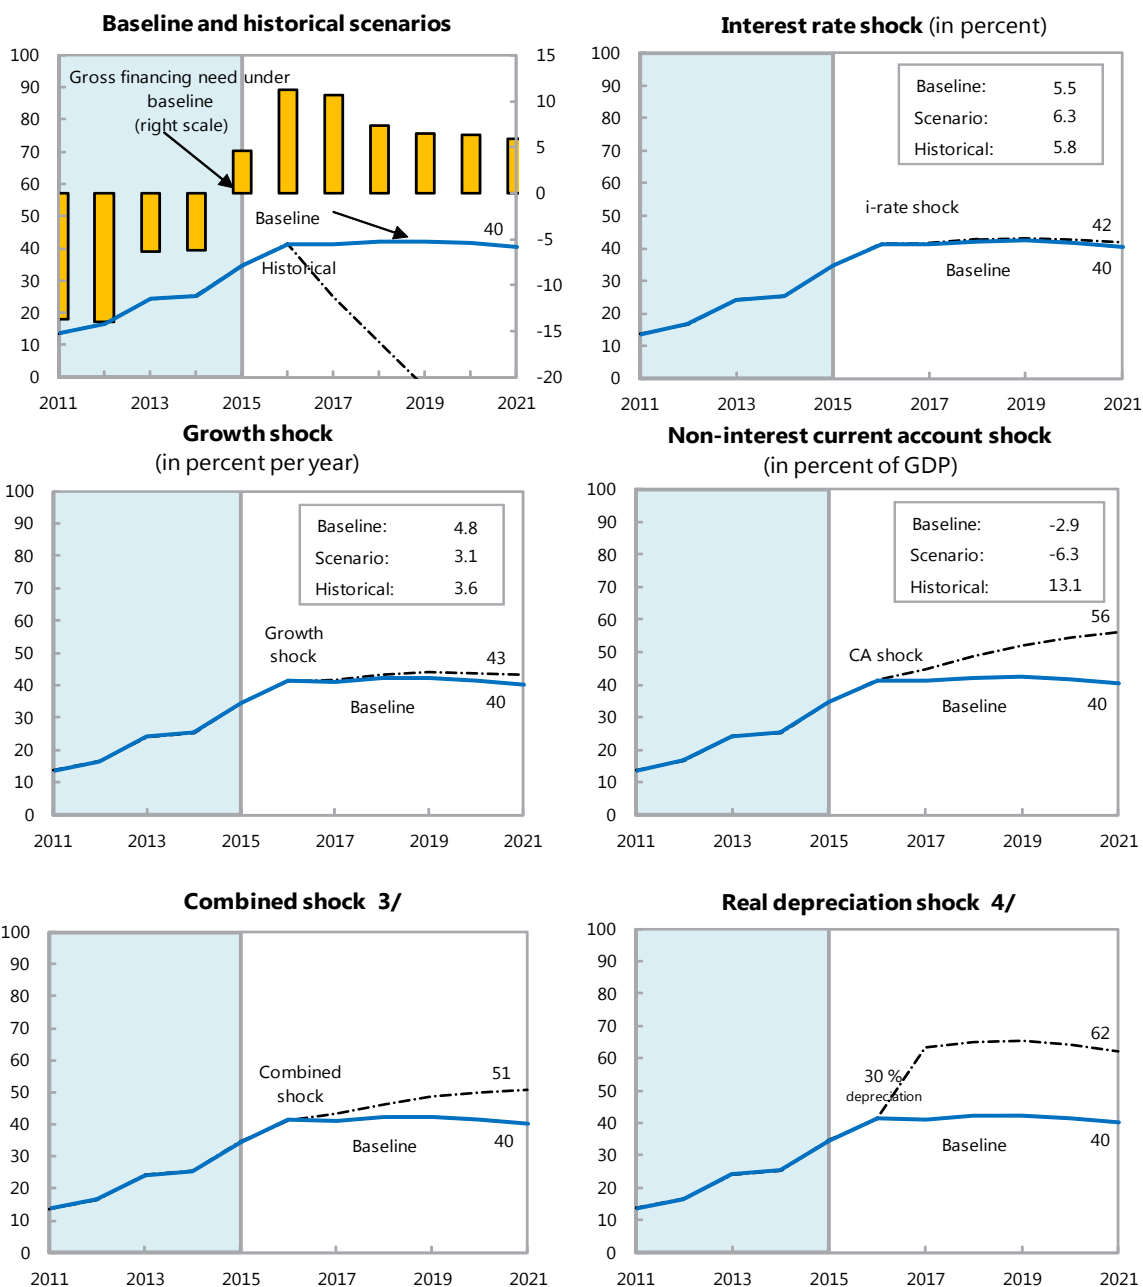 Baseline and historical scenarios
100
90
80
70
60
50
40
30
20
10
0
15
10
5
0
-5
-10
-15
-20
Gross financing need under
baseline
(right scale)
Baseline
40
Historical
2011 2013 2015 2017 2019 2021
Interest rate shock (in percent)
100
90
80
70
60
50
40
30
20
10
0
Baseline: 5.5
Scenario: 6.3
Historical: 5.8
i-rate shock
42
Baseline
40
2011 2013 2015 2017 2019 2021
Growth shock
(in percent per year)
100
90
80
70
60
50
40
30
20
10
0
Baseline: 4.8
Scenario: 3.1
Historical: 3.6
Growth
shock
43
Baseline
40
2011 2013 2015 2017 2019 2021
Non-interest current account shock
(in percent of GDP)
100
90
80
70
60
50
40
30
20
10
0
Baseline: -2.9
Scenario: -6.3
Historical: 13.1
56
CA shock
Baseline
40
2011 2013 2015 2017 2019 2021
Combined shock 3/
100
90
80
70
60
50
40
30
20
10
0
Combined
shock
51
Baseline
40
2011 2013 2015 2017 2019 2021
Real depreciation shock 4/
100
90
80
70
60
50
40
30
20
10
0
62
30 %
depreciation
Baseline
40
2011 2013 2015 2017 2019 2021